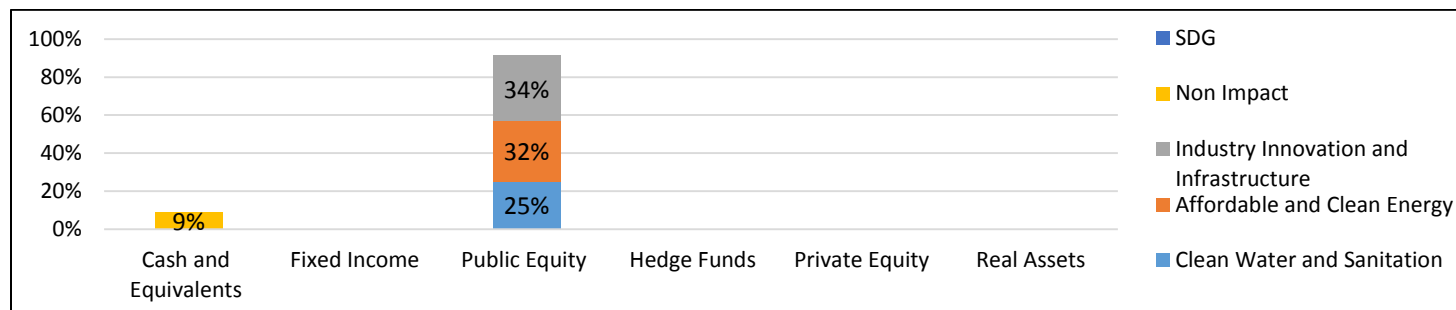 100%
80%
60%
40%
20%
0%
34%
32%
25%
9%
Cash and
Equivalents
Fixed Income
Public Equity
Hedge Funds
Private Equity
Real Assets
SDG
Non Impact
Industry Innovation and
Infrastructure
Affordable and Clean Energy
Clean Water and Sanitation